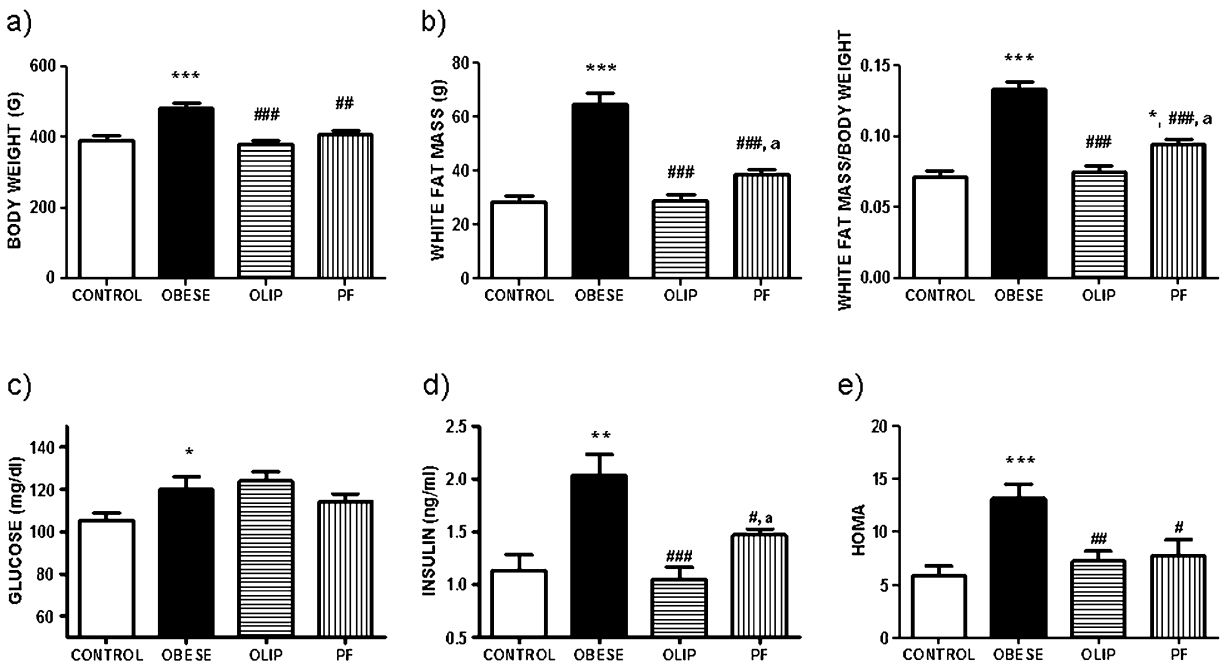 a)
BODY WEIGHT (G)
600
400
200
0
***
###
##
CONTROL OBESE OLIP PF
b)
WHITE FAT MASS (g)
80
60
40
20
0
***
###
###, a
CONTROL OBESE OLIP PF
WHITE FAT MASS/BODY WEIGHT
0.15
0.10
0.05
0.00
***
###
*, ###, a
CONTROL OBESE OLIP PF
c)
GLUCOSE (mg/dl)
140
120
100
80
60
*
CONTROL OBESE OLIP PF
d)
INSULIN (ng/ml)
2.5
2.0
1.5
1.0
0.5
**
###
#, a
CONTROL OBESE OLIP PF
e)
HOMA
20
15
10
5
0
***
##
#
CONTROL OBESE OLIP PF